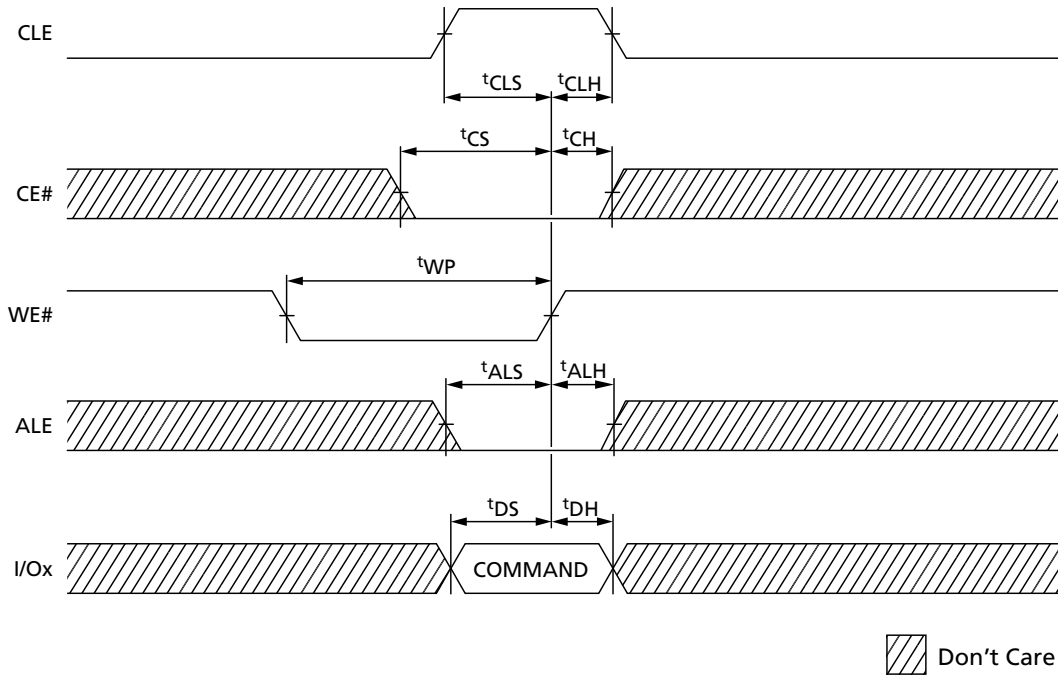 CLE
tCLS
tCLH
tCS
tCH
CE#
tWP
WE#
tALS
tALH
ALE
tDS
tDH
I/Ox
COMMAND
Don't Care